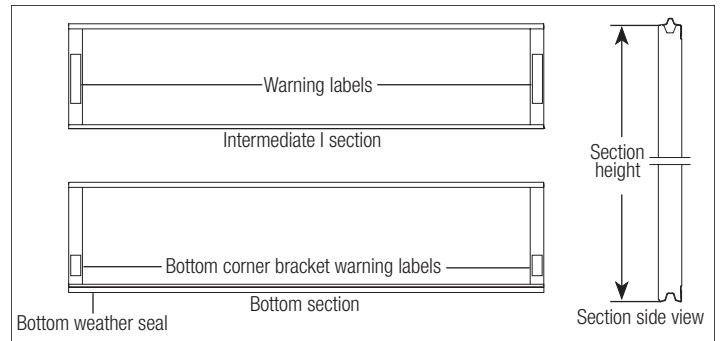 Warning labels
Intermediate I section
Section
height
Bottom corner bracket warning labels
Bottom section
Bottom weather seal
Section side view